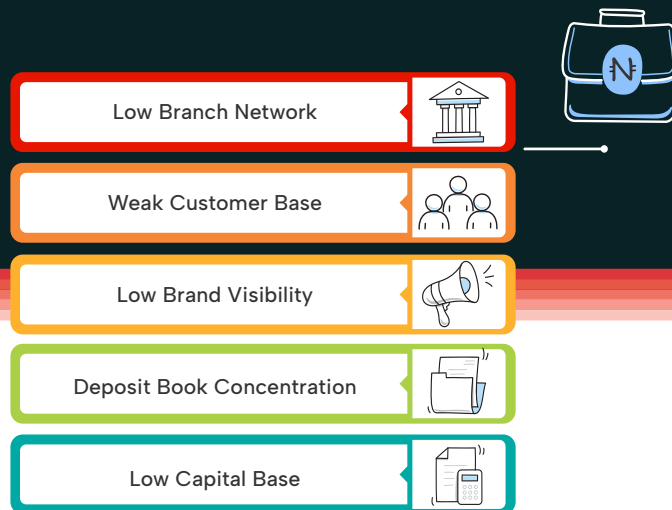 ₦
Low Branch Network
Weak Customer Base
Low Brand Visibility
Deposit Book Concentration
Low Capital Base